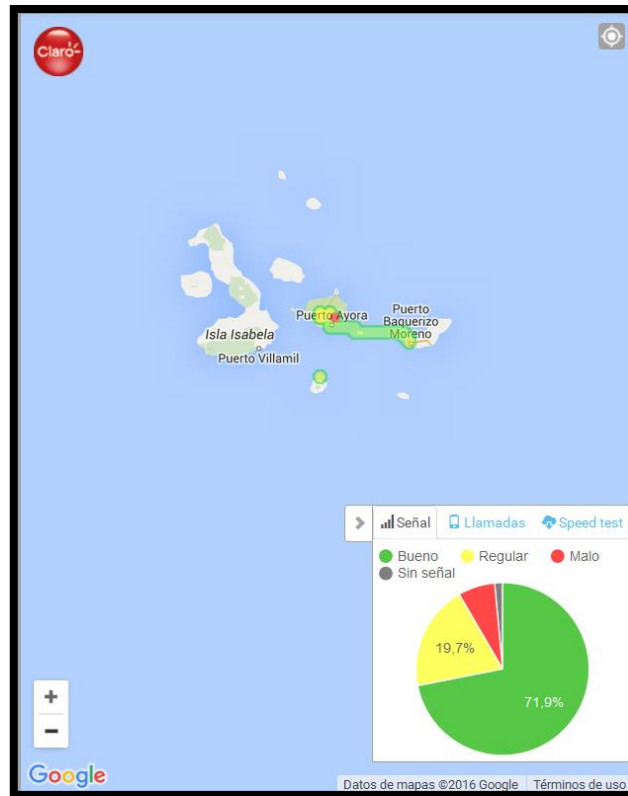 Claro-
Puerto Ayora
Puerto
Baquerizo
Moreno
Isla Isabela
Puerto Villamil
Señal
Llamadas
Speed test
Bueno
Regular
Malo
Sin señal
19,7%
71,9%
+
−
Google
Datos de mapas ©2016 Google
Términos de uso